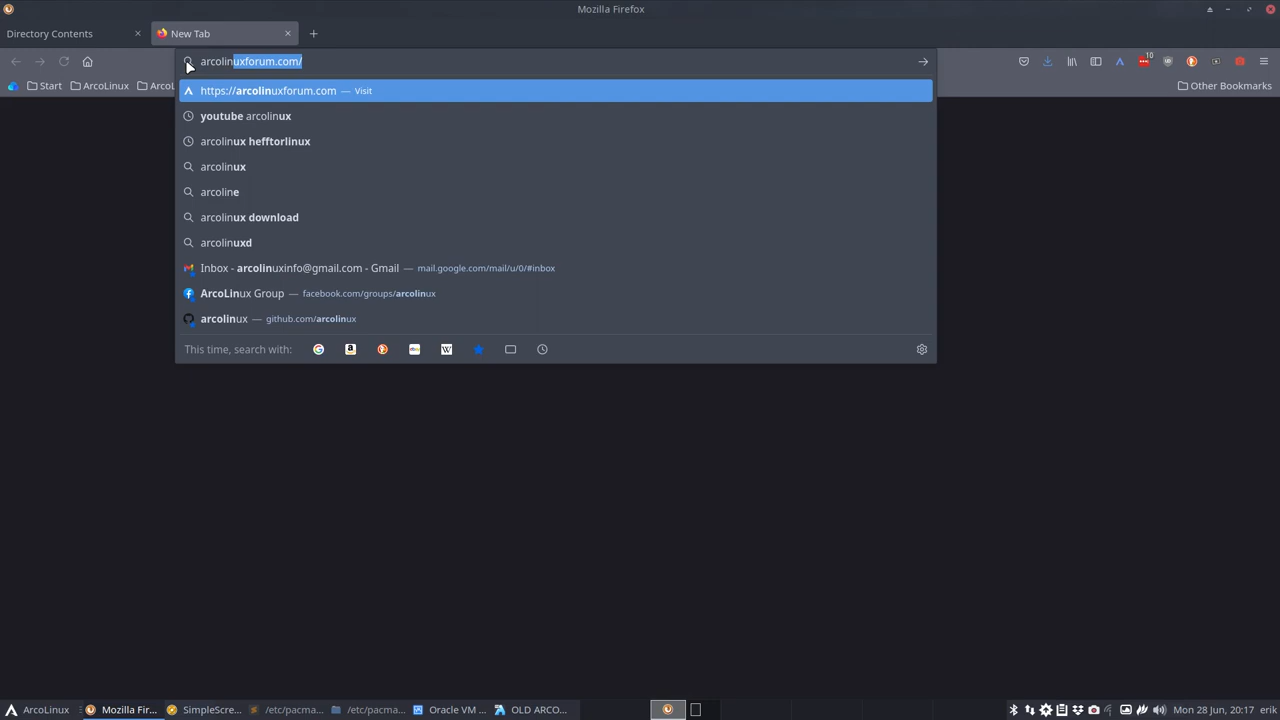 Mozilla Firefox
Directory Contents
New Tab
arcolinuxforum.com/
10
Start
ArcoLinux
ArcoL
Other Bookmarks
https://arcolinuxforum.com — Visit
youtube arcolinux
arcolinux hefftorlinux
arcolinux
arcoline
arcolinux download
arcolinuxd
Inbox - arcolinuxinfo@gmail.com - Gmail — mail.google.com/mail/u/0/#inbox
ArcoLinux Group — facebook.com/groups/arcolinux
arcolinux — github.com/arcolinux
This time, search with:
ArcoLinux
Mozilla Fir...
SimpleScre...
/etc/pacma...
/etc/pacma...
Oracle VM ...
OLD ARCO...
Mon 28 Jun, 20:17
erik